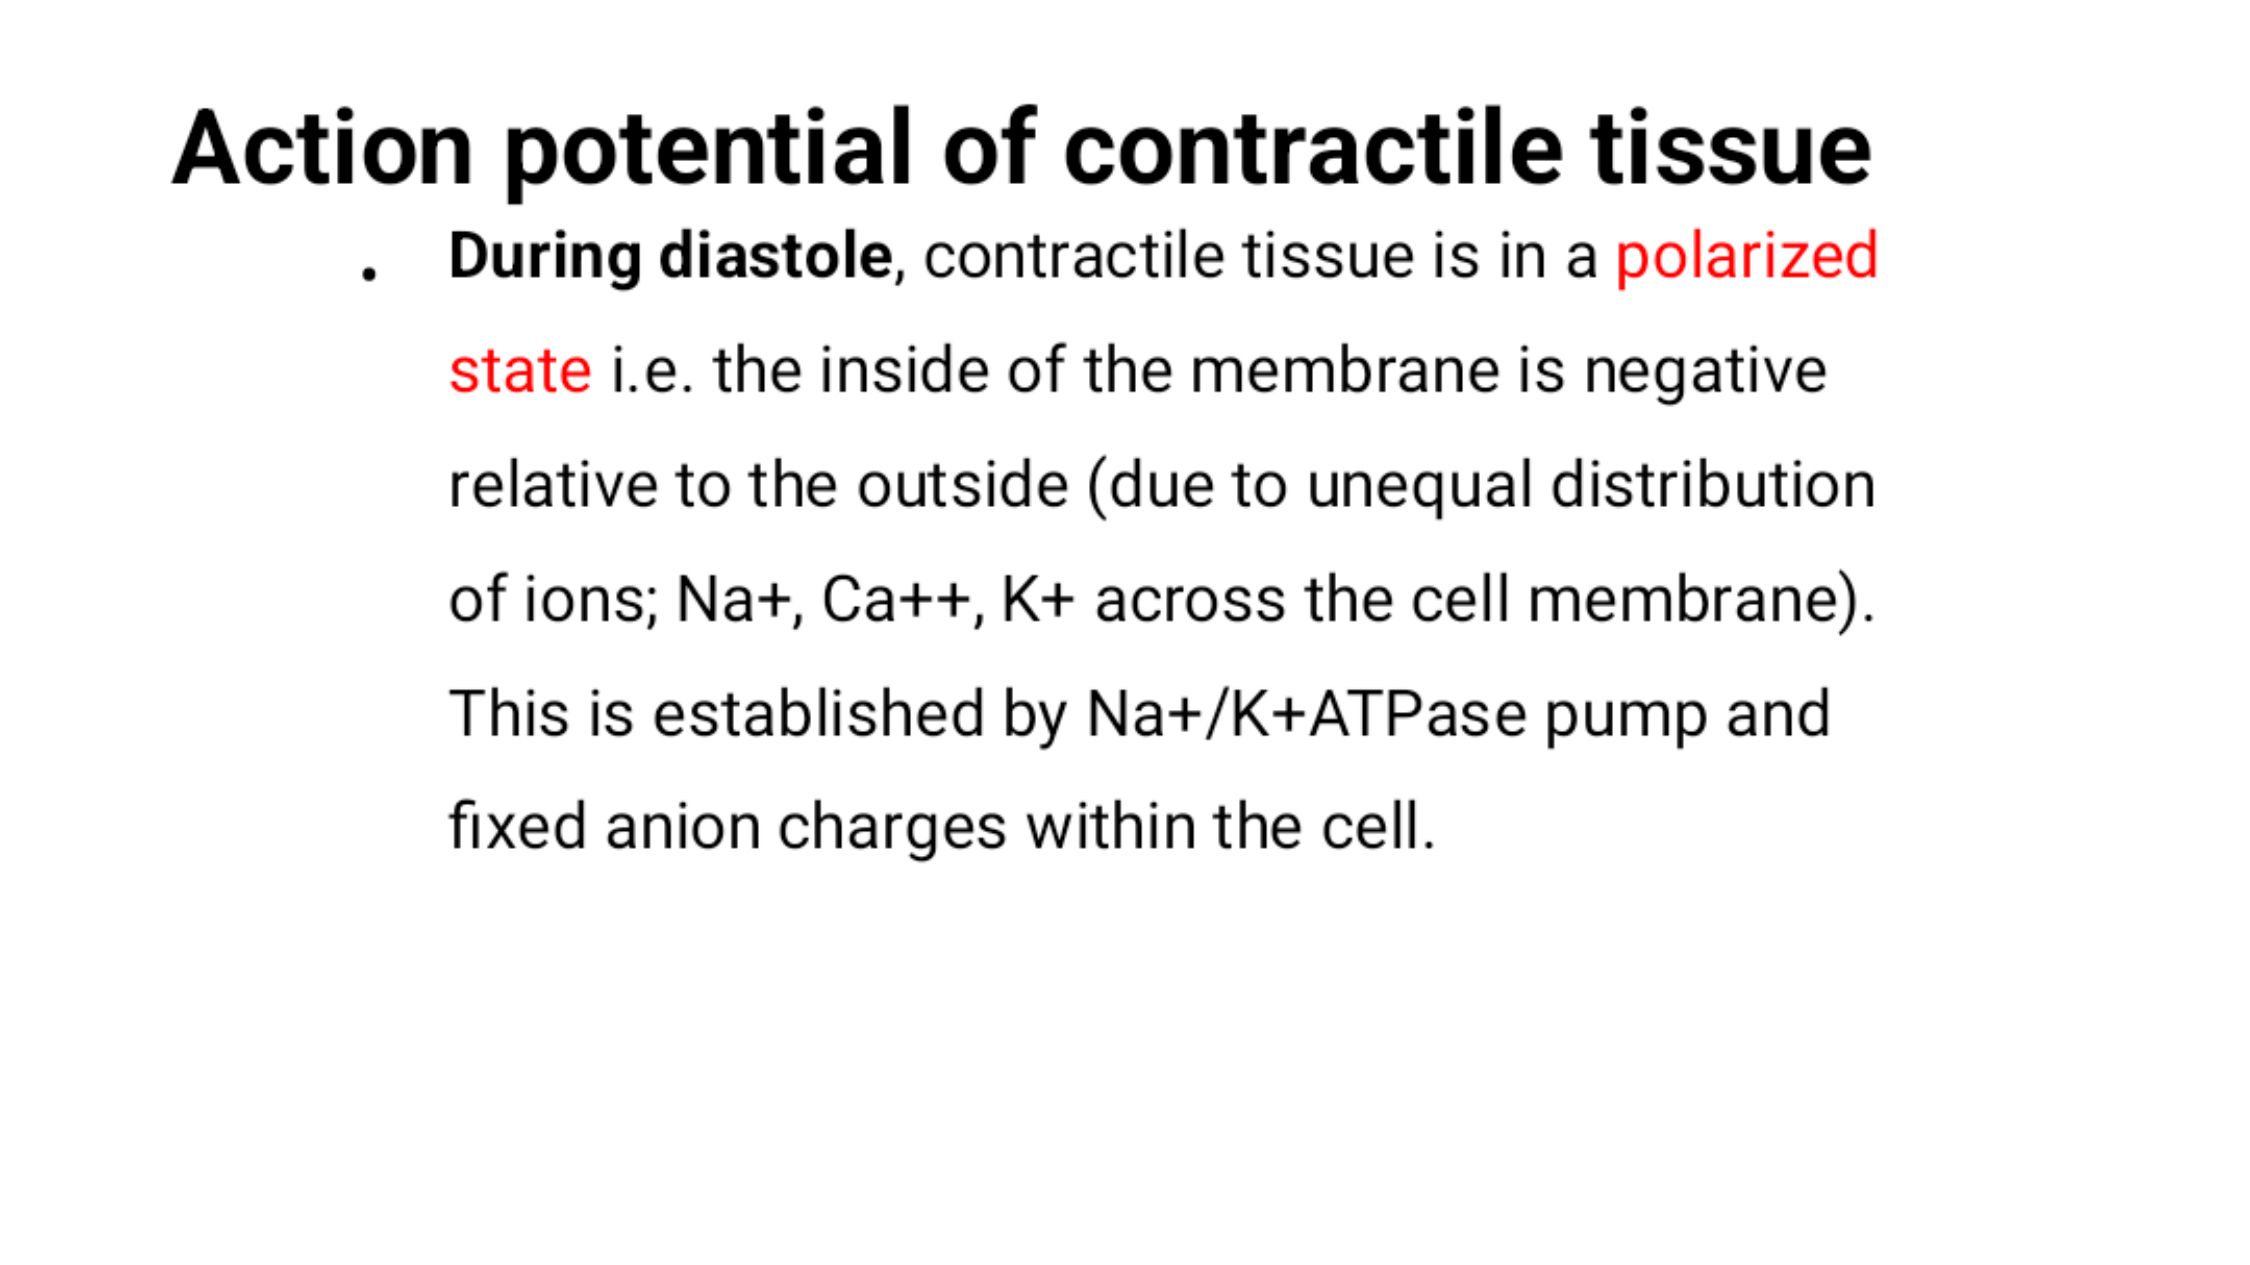 Action potential of contractile tissue
• During diastole, contractile tissue is in a polarized
state i.e. the inside of the membrane is negative
relative to the outside (due to unequal distribution
of ions; Na+, Ca++, K+ across the cell membrane).
This is established by Na+/K+ATPase pump and
fixed anion charges within the cell.